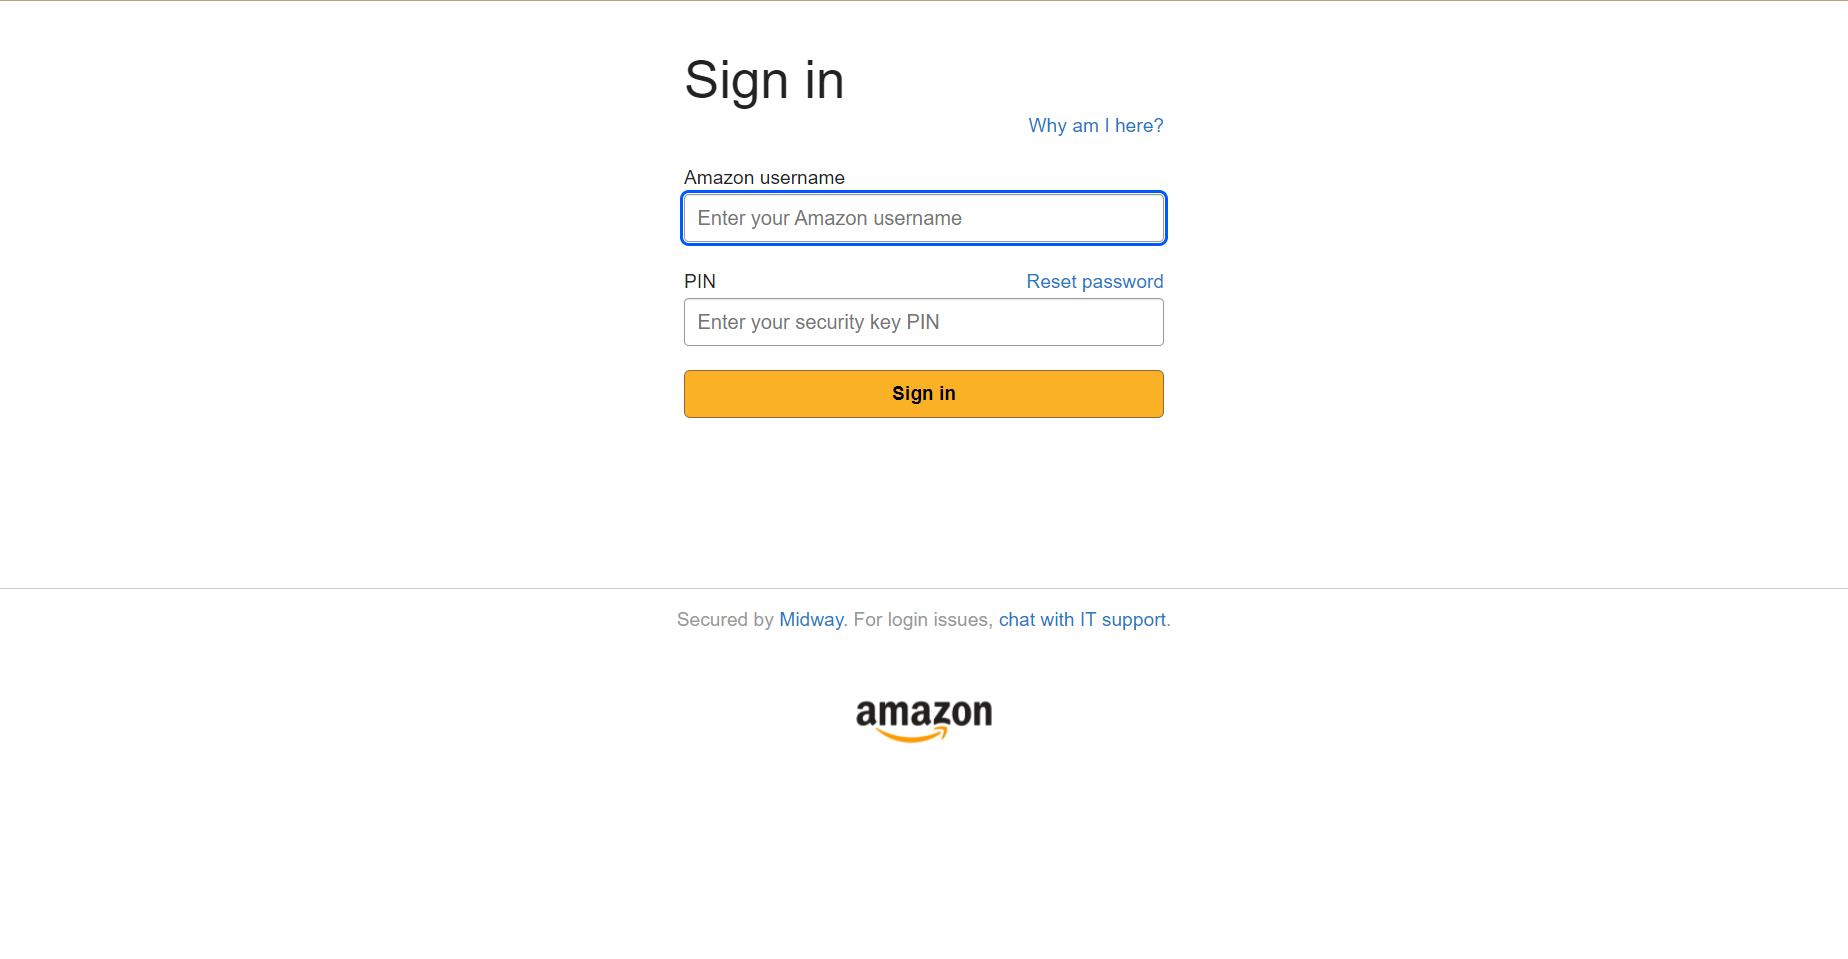 Sign in
Why am I here?
Amazon username
Enter your Amazon username
PIN Reset password
Enter your security key PIN
Sign in
Secured by Midway. For login issues, chat with IT support.
amazon